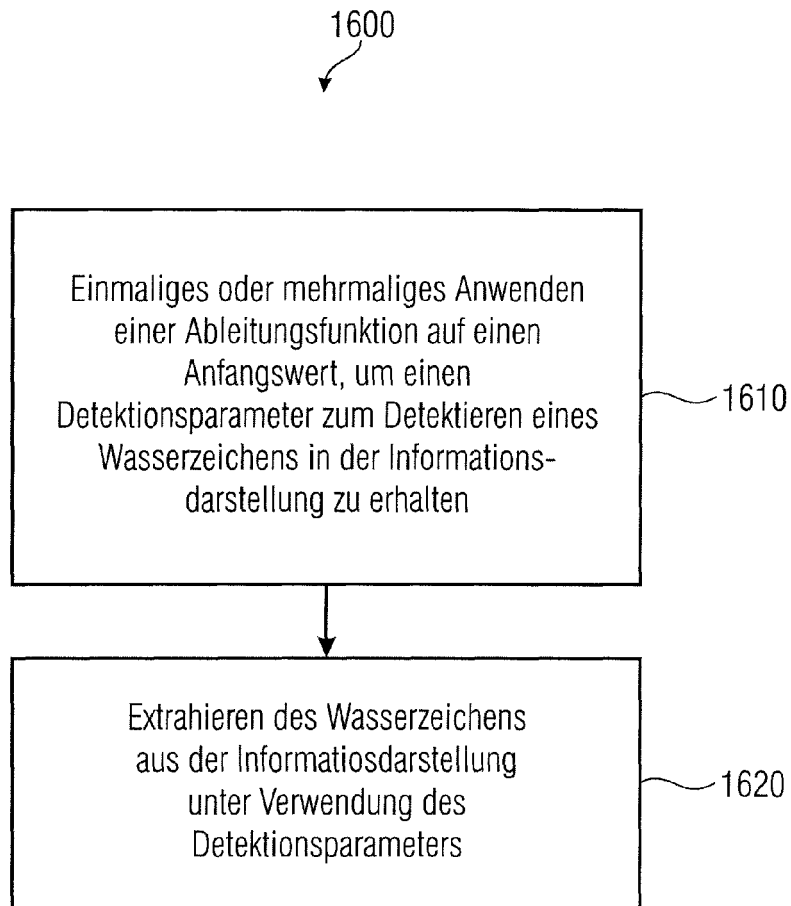 1600
Einmaliges oder mehrmaliges Anwenden
einer Ableitungsfunktion auf einen
Anfangswert, um einen
Detektionsparameter zum Detektieren eines
Wasserzeichens in der Informations-
darstellung zu erhalten
1610
Extrahieren des Wasserzeichens
aus der Informatiosdarstellung
unter Verwendung des
Detektionsparameters
1620